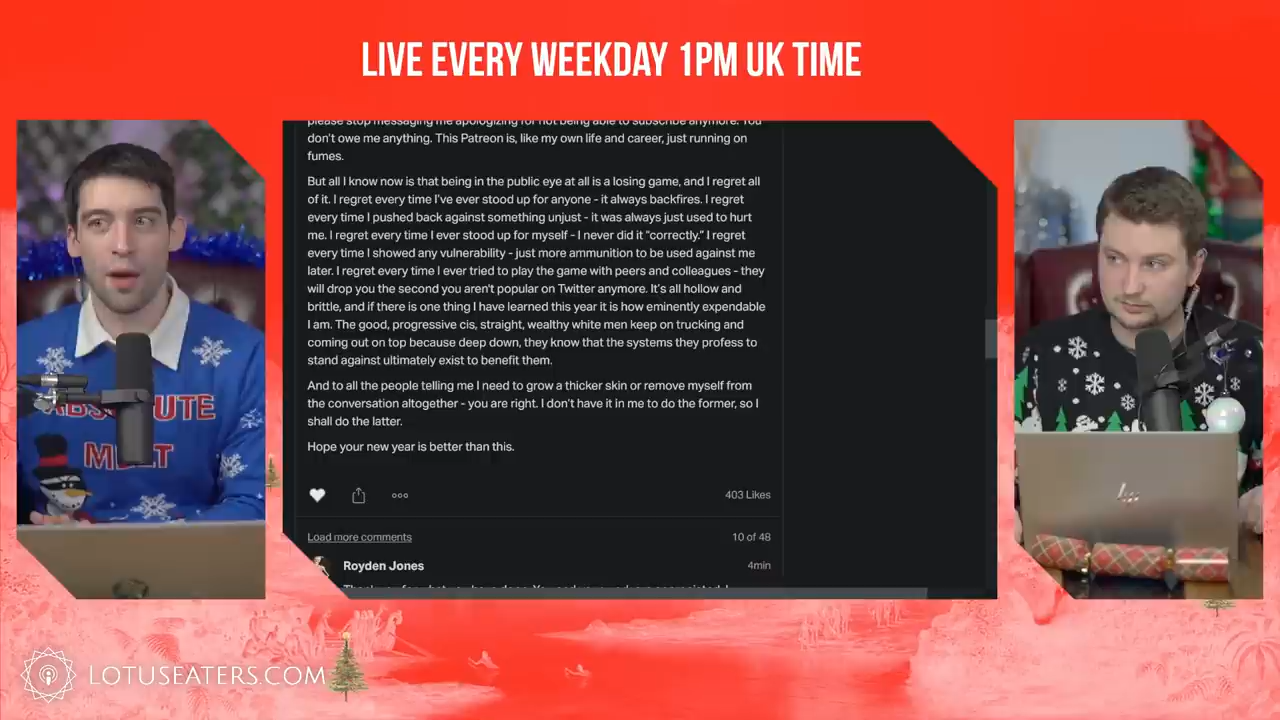 LIVE EVERY WEEKDAY 1PM UK TIME
please stop messaging me apologizing for not being able to subscribe anymore. You
don't owe me anything. This Patreon is, like my own life and career, just running on
fumes.
But all I know now is that being in the public eye at all is a losing game, and I regret all
of it. I regret every time I've ever stood up for anyone - it always backfires. I regret
every time I pushed back against something unjust - it was always just used to hurt
me. I regret every time I ever stood up for myself - I never did it "correctly." I regret
every time I showed any vulnerability - just more ammunition to be used against me
later. I regret every time I ever tried to play the game with peers and colleagues - they
will drop you the second you aren't popular on Twitter anymore. It's all hollow and
brittle, and if there is one thing I have learned this year it is how eminently expendable
I am. The good, progressive cis, straight, wealthy white men keep on trucking and
coming out on top because deep down, they know that the systems they profess to
stand against ultimately exist to benefit them.
And to all the people telling me I need to grow a thicker skin or remove myself from
the conversation altogether - you are right. I don't have it in me to do the former, so I
shall do the latter.
Hope your new year is better than this.
403 Likes
Load more comments
10 of 48
Royden Jones
4min
hp
LOTUSEATERS.COM